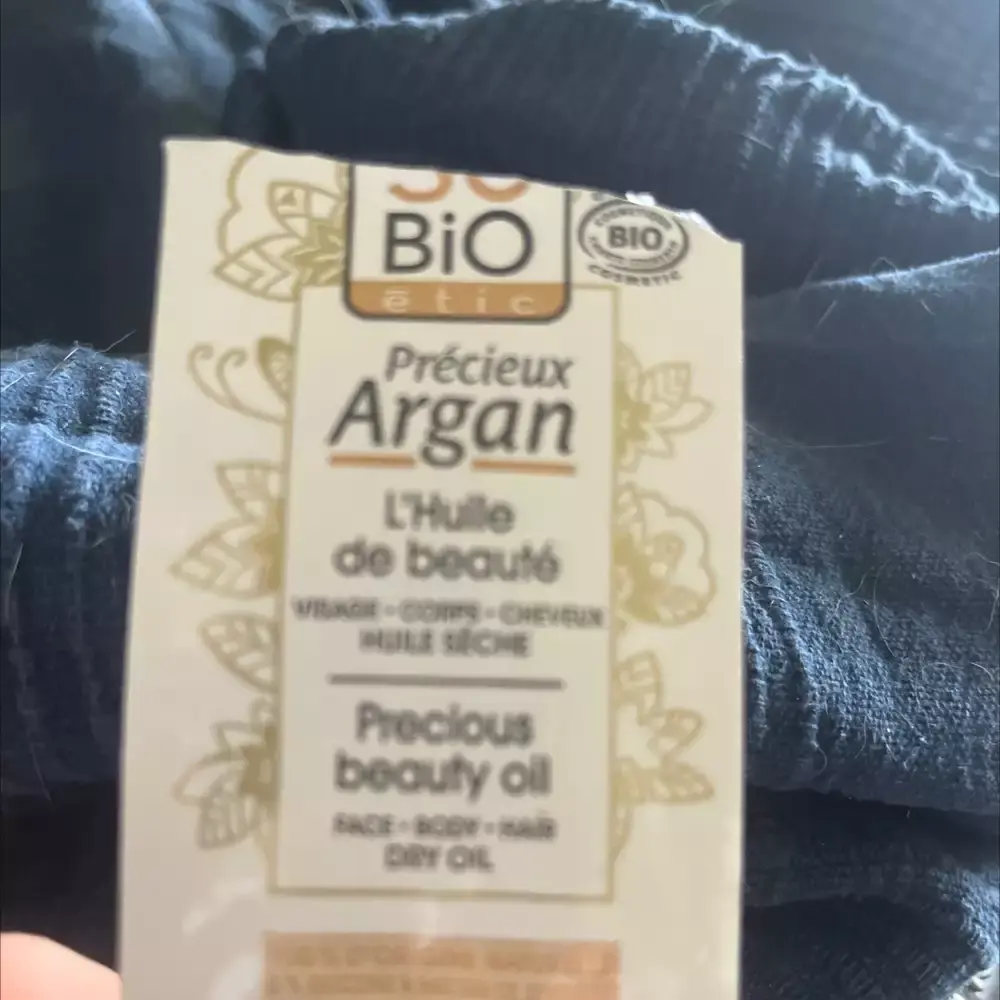 BiO
ētic
BIO
COSMETIC
Précieux
Argan
L'Huile
de beauté
VISAGE • CORPS • CHEVEUX
HUILE SÈCHE
Precious
beauty oil
FACE • BODY • HAIR
DRY OIL